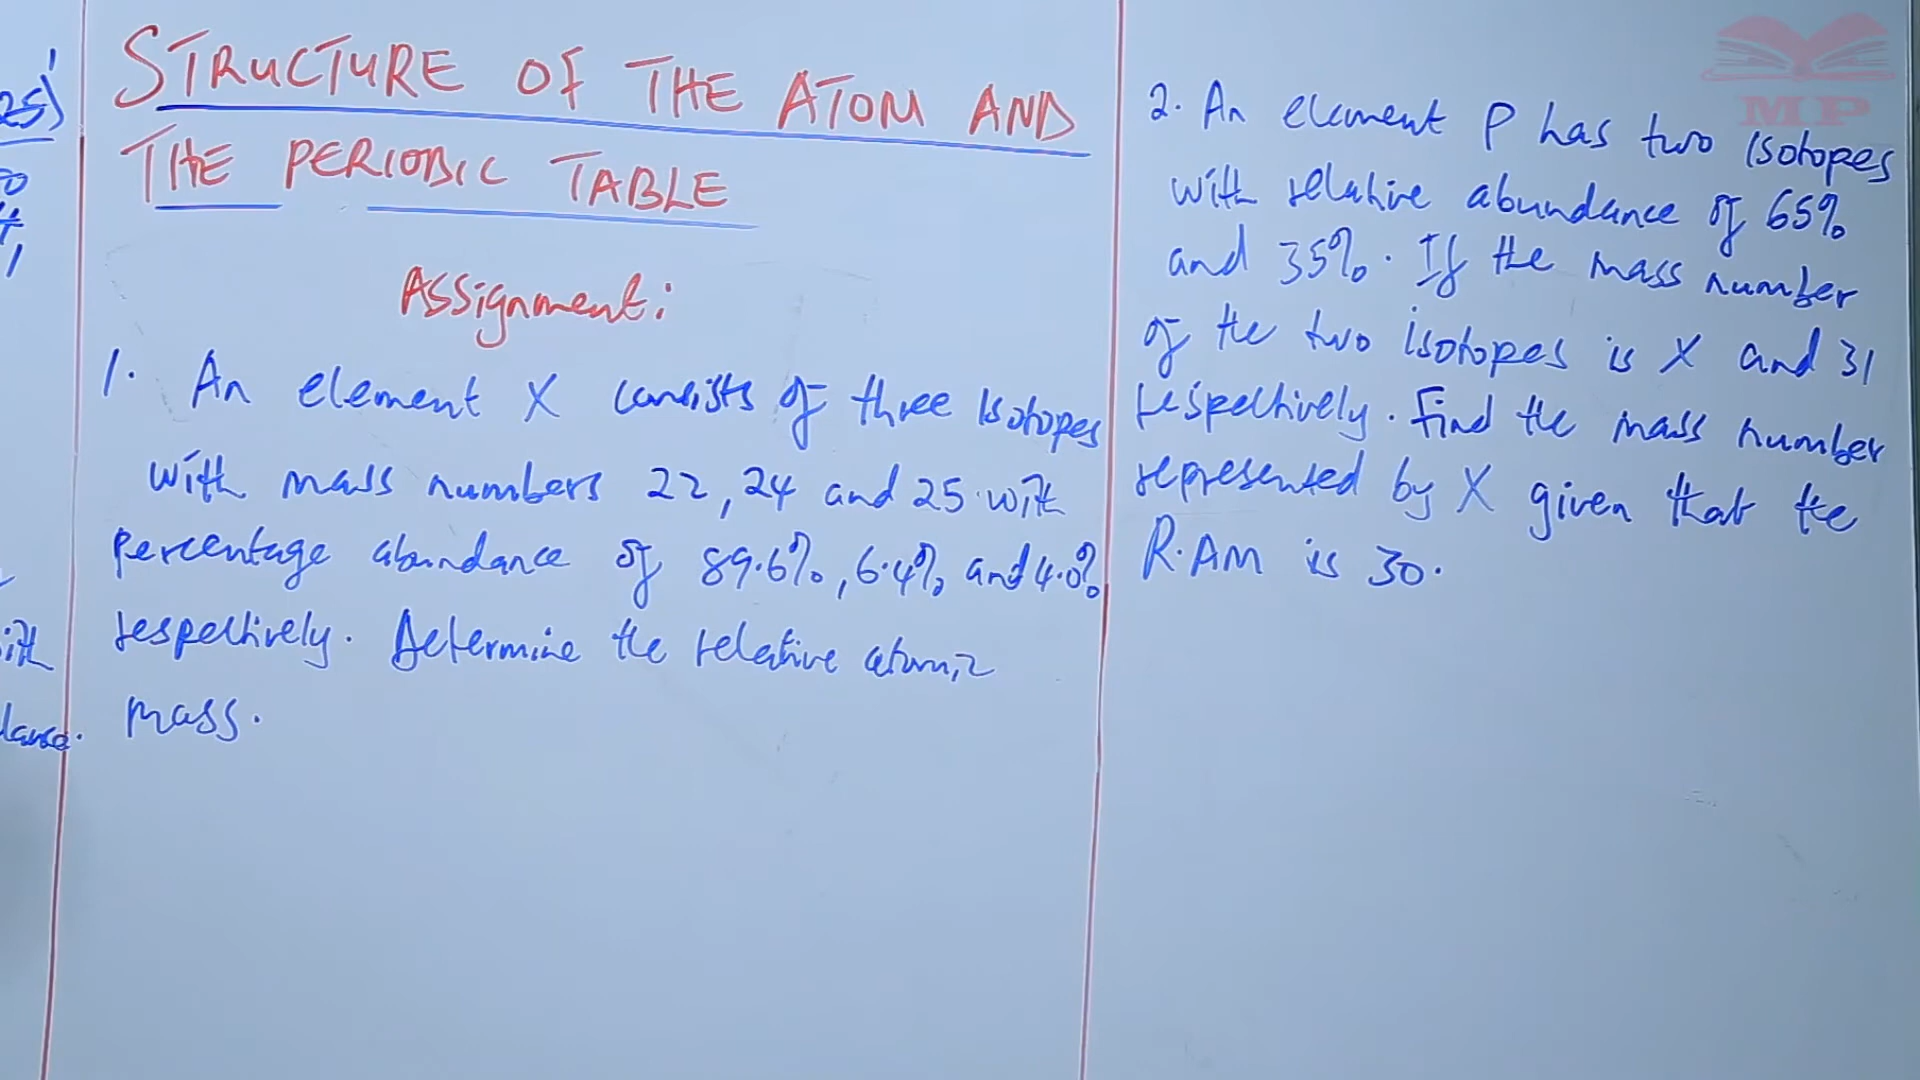 25)
STRUCTURE OF THE ATOM AND
THE PERIODIC TABLE
Assignment:
1. An element X consists of three Isotopes
with mass numbers 22, 24 and 25 with
percentage abundance of 89.6%, 6.4% and 4.0%
respectively. Determine the relative atomic
mass.
2. An element P has two Isotopes
with relative abundance of 65%
and 35%. If the mass number
of the two isotopes is X and 31
respectively. Find the mass number
represented by X given that the
R.AM is 30.
MP